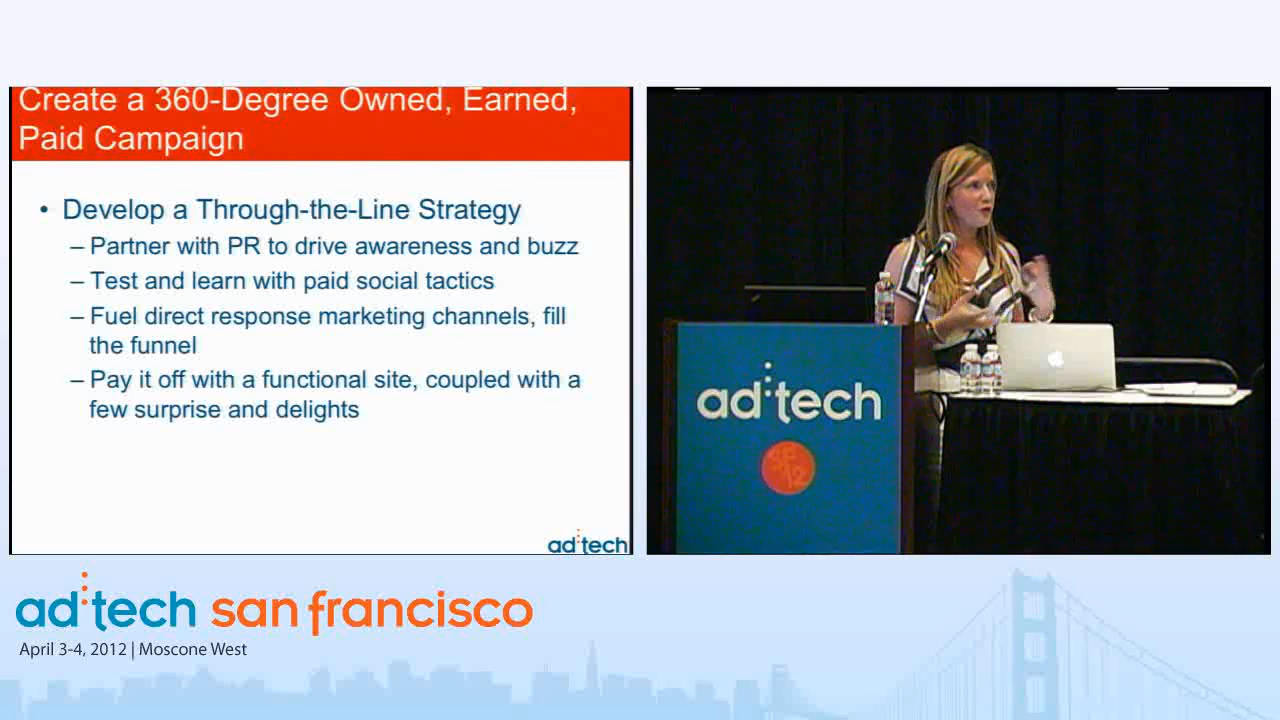 Create a 360-Degree Owned, Earned,
Paid Campaign
• Develop a Through-the-Line Strategy
– Partner with PR to drive awareness and buzz
– Test and learn with paid social tactics
– Fuel direct response marketing channels, fill
the funnel
– Pay it off with a functional site, coupled with a
few surprise and delights
ad:tech
ad:tech
SF
12
ad:tech san francisco
April 3-4, 2012 | Moscone West